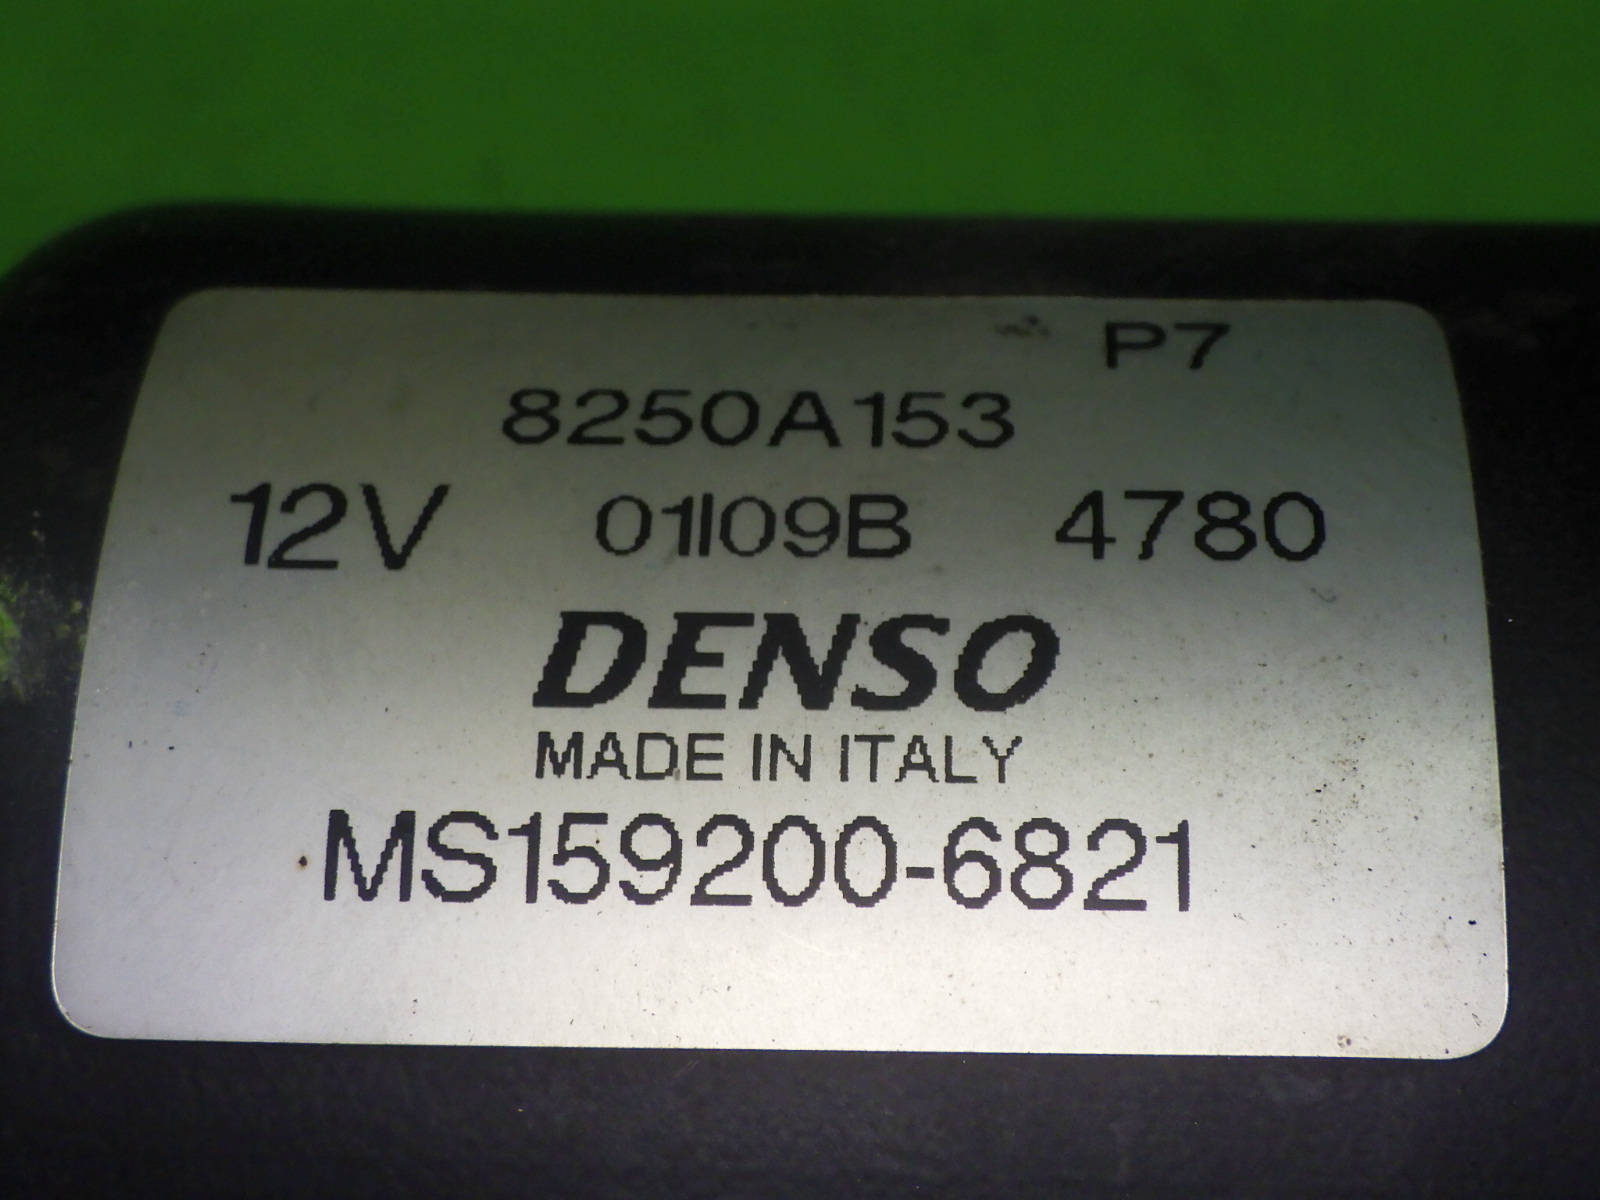 P7
8250A153
12V 01I09B 4780
DENSO
MADE IN ITALY
MS159200-6821